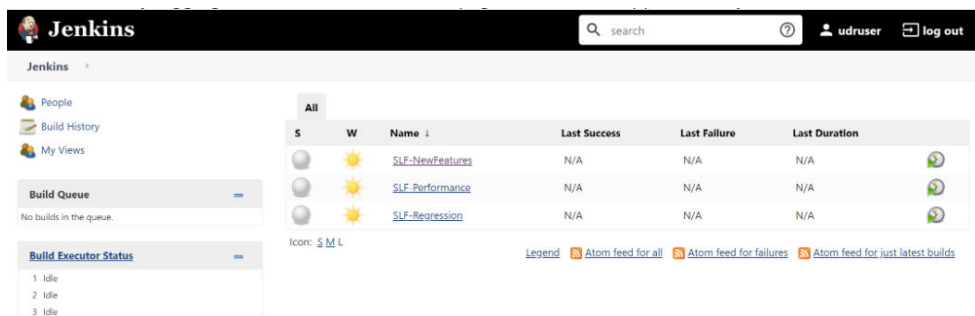 Jenkins
search
udruser
log out
Jenkins
People
Build History
My Views
Build Queue
No builds in the queue.
Build Executor Status
1 Idle
2 Idle
3 Idle
All
S W Name ↓ Last Success Last Failure Last Duration
SLF-NewFeatures N/A N/A N/A
SLF-Performance N/A N/A N/A
SLF-Regression N/A N/A N/A
Icon: S M L
Legend Atom feed for all Atom feed for failures Atom feed for just latest builds